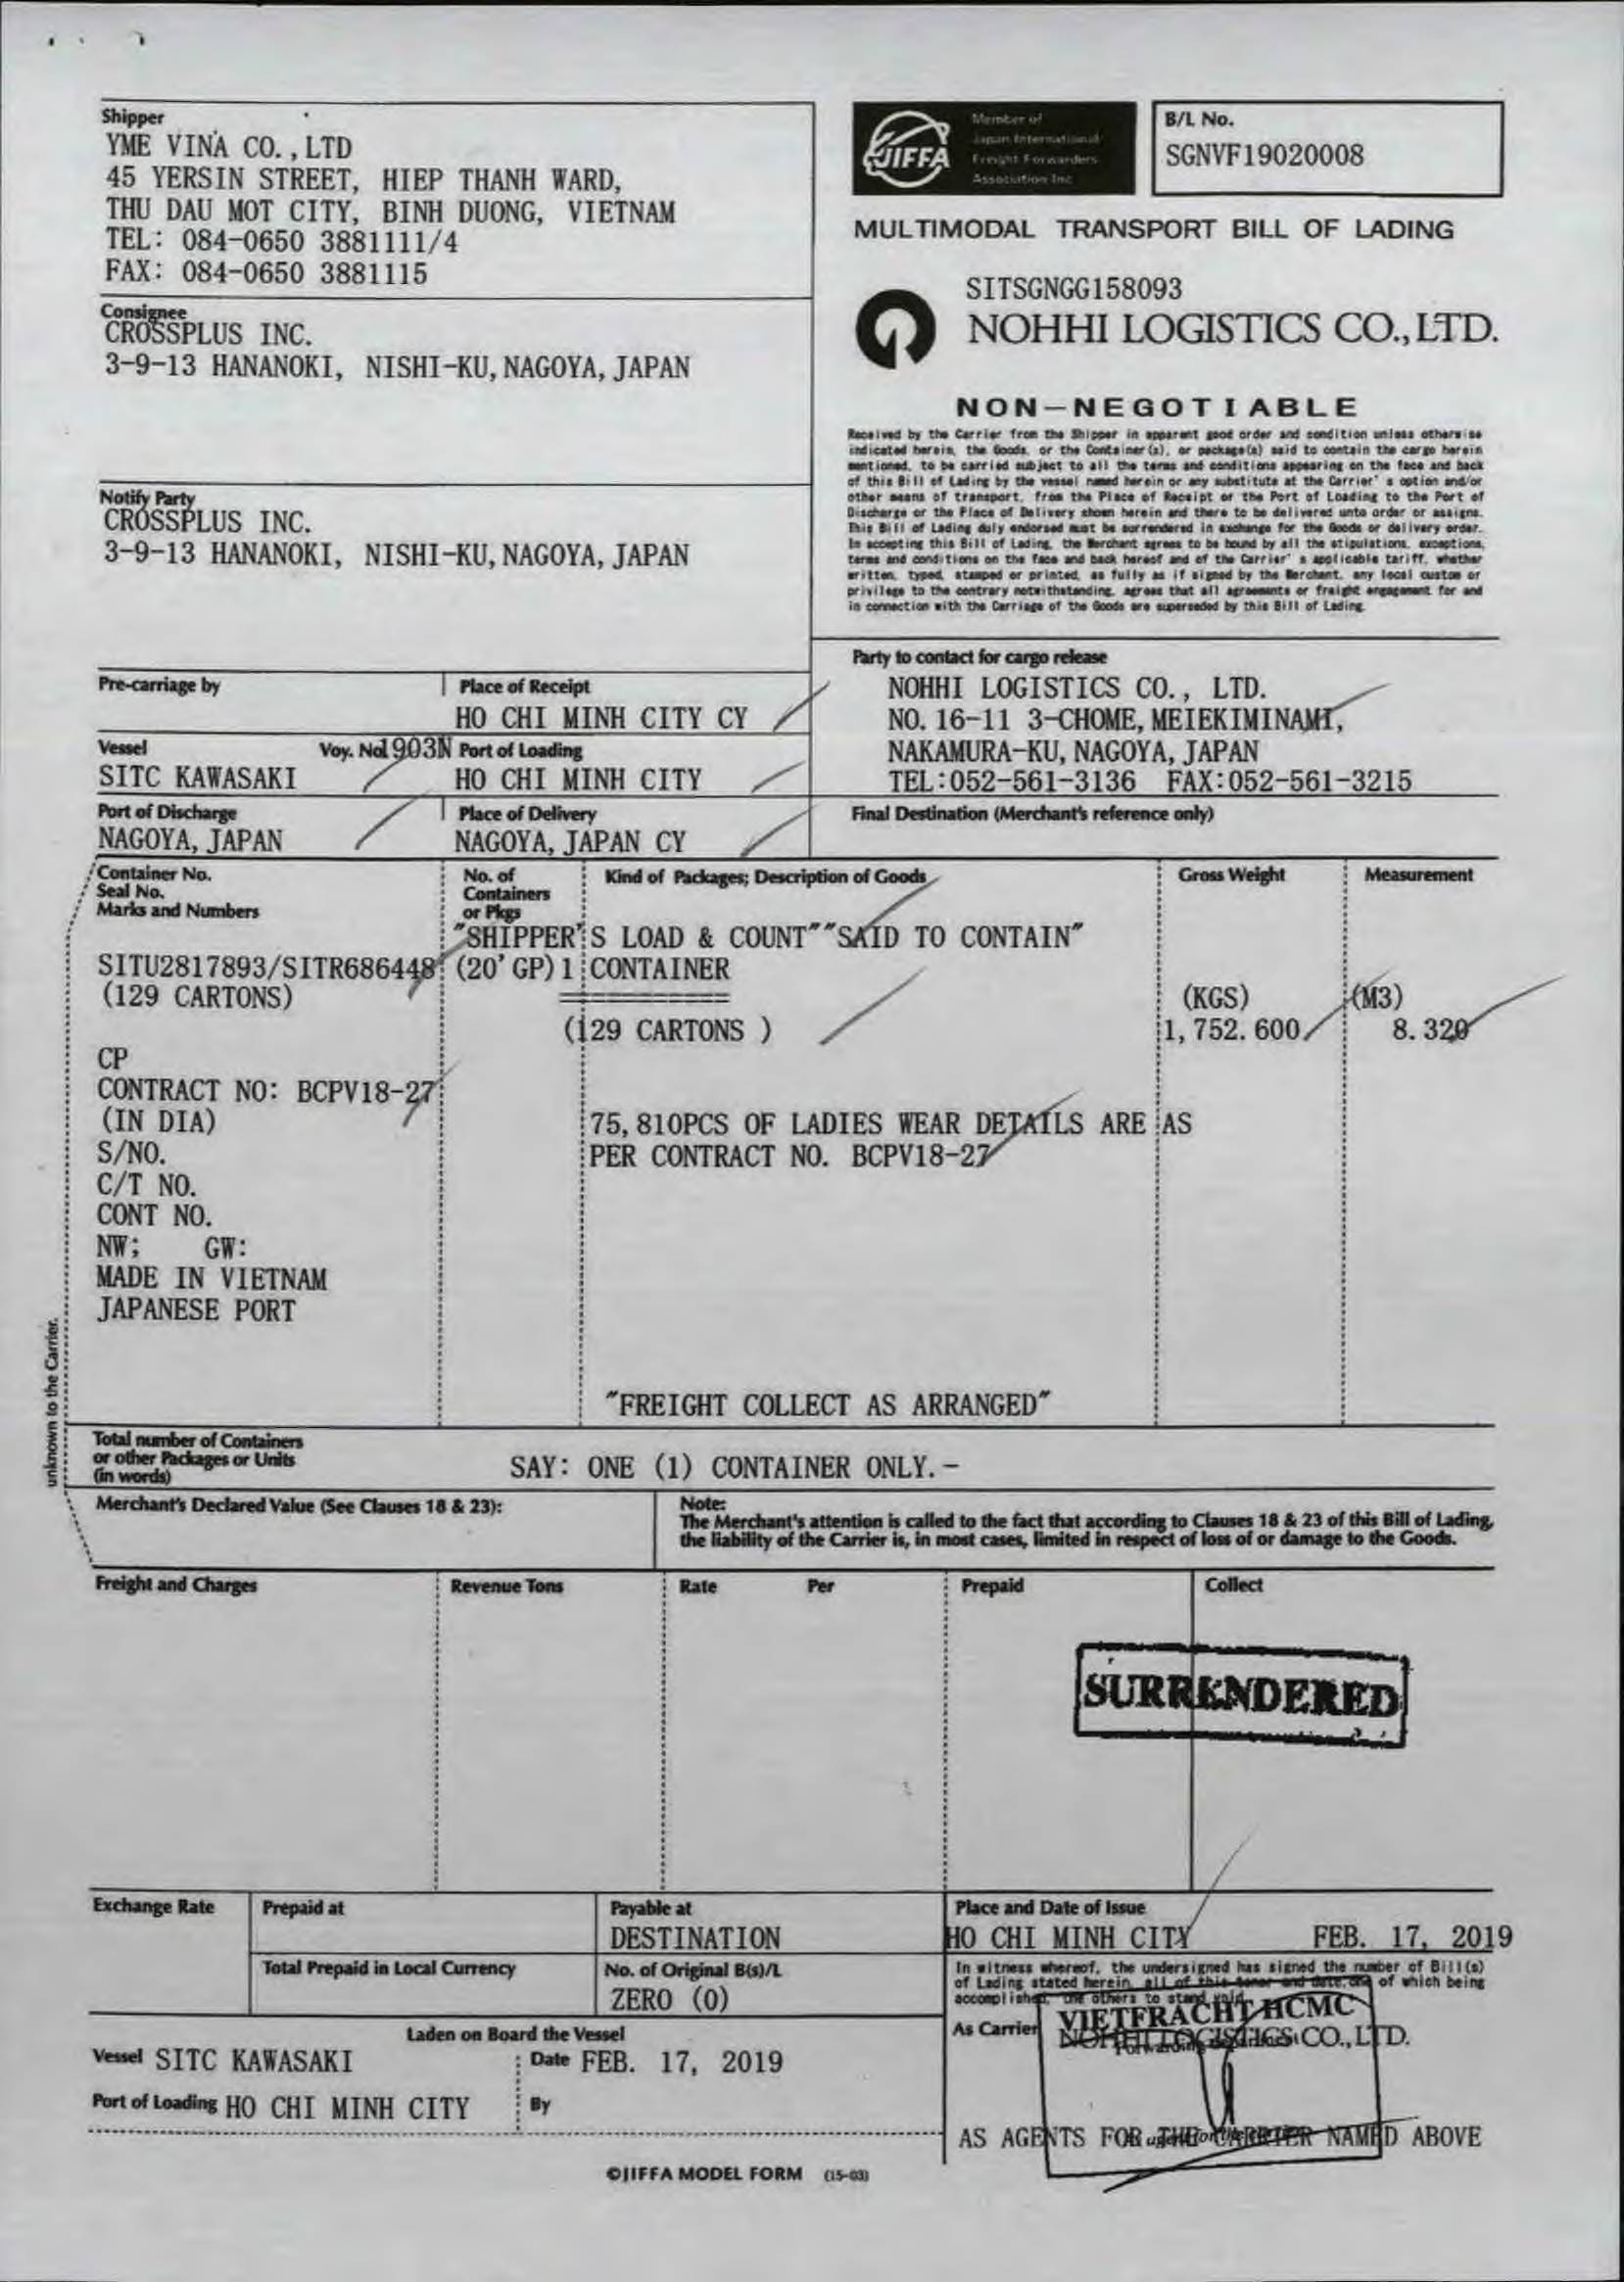 Shipper
YME VINA CO., LTD
45 YERSIN STREET, HIEP THANH WARD,
THU DAU MOT CITY, BINH DUONG, VIETNAM
TEL: 084-0650 3881111/4
FAX: 084-0650 3881115
JIFFA
Member of
Japan International
Freight Forwarders
Association Inc
B/L No.
SGNVF19020008
MULTIMODAL TRANSPORT BILL OF LADING
SITSGNGG158093
NOHHI LOGISTICS CO., LTD.
Consignee
CROSSPLUS INC.
3-9-13 HANANOKI, NISHI-KU, NAGOYA, JAPAN
NON-NEGOTIABLE
Received by the Carrier from the Shipper in apparent good order and condition unless otherwise
indicated herein, the Goods, or the Container(s), or package(s) said to contain the cargo herein
mentioned, to be carried subject to all the terms and conditions appearing on the face and back
of this Bill of Lading by the vessel named herein or any substitute at the Carrier's option and/or
other means of transport, from the Place of Receipt or the Port of Loading to the Port of
Discharge or the Place of Delivery shown herein and there to be delivered unto order or assigns.
This Bill of Lading duly endorsed must be surrendered in exchange for the Goods or delivery order.
In accepting this Bill of Lading, the Merchant agrees to be bound by all the stipulations, exceptions,
terms and conditions on the face and back hereof and of the Carrier's applicable tariff, whether
written, typed, stamped or printed, as fully as if signed by the Merchant, any local custom or
privilege to the contrary notwithstanding, agrees that all agreements or freight engagement for and
in connection with the Carriage of the Goods are superseded by this Bill of Lading.
Notify Party
CROSSPLUS INC.
3-9-13 HANANOKI, NISHI-KU, NAGOYA, JAPAN
Party to contact for cargo release
NOHHI LOGISTICS CO., LTD.
NO. 16-11 3-CHOME, MEIEKIMINAMI,
NAKAMURA-KU, NAGOYA, JAPAN
TEL:052-561-3136 FAX:052-561-3215
Pre-carriage by
Place of Receipt
HO CHI MINH CITY CY
Vessel Voy. No. 1903N Port of Loading
SITC KAWASAKI HO CHI MINH CITY
Port of Discharge Place of Delivery
NAGOYA, JAPAN NAGOYA, JAPAN CY
Final Destination (Merchant's reference only)
Container No.
Seal No.
Marks and Numbers
No. of
Containers
or Pkgs
Kind of Packages; Description of Goods
Gross Weight
Measurement
"SHIPPER'S LOAD & COUNT" "SAID TO CONTAIN"
SITU2817893/SITR686448 (20' GP) 1 CONTAINER
(129 CARTONS)
==========
(KGS) (M3)
(129 CARTONS ) 1,752.600 8.320
CP
CONTRACT NO: BCPV18-27
(IN DIA)
75,810PCS OF LADIES WEAR DETAILS ARE AS
S/NO.
PER CONTRACT NO. BCPV18-27
C/T NO.
CONT NO.
NW; GW:
MADE IN VIETNAM
JAPANESE PORT
unknown to the Carrier.
"FREIGHT COLLECT AS ARRANGED"
Total number of Containers
or other Packages or Units
(in words)
SAY: ONE (1) CONTAINER ONLY.-
Merchant's Declared Value (See Clauses 18 & 23):
Note:
The Merchant's attention is called to the fact that according to Clauses 18 & 23 of this Bill of Lading,
the liability of the Carrier is, in most cases, limited in respect of loss of or damage to the Goods.
Freight and Charges Revenue Tons Rate Per Prepaid Collect
SURRENDERED
Exchange Rate
Prepaid at
Payable at
DESTINATION
Place and Date of Issue
HO CHI MINH CITY FEB. 17, 2019
Total Prepaid in Local Currency
No. of Original B(s)/L
ZERO (0)
In witness whereof, the undersigned has signed the number of Bill(s)
of Lading stated herein, all of this tenor and date, one of which being
accomplished, the others to stand void.
VIETFRACHT HCMC
As Carrier NOHHI LOGISTICS CO., LTD.
Laden on Board the Vessel
Vessel SITC KAWASAKI Date FEB. 17, 2019
Port of Loading HO CHI MINH CITY By
AS AGENTS FOR THE CARRIER NAMED ABOVE
©JIFFA MODEL FORM (15-03)